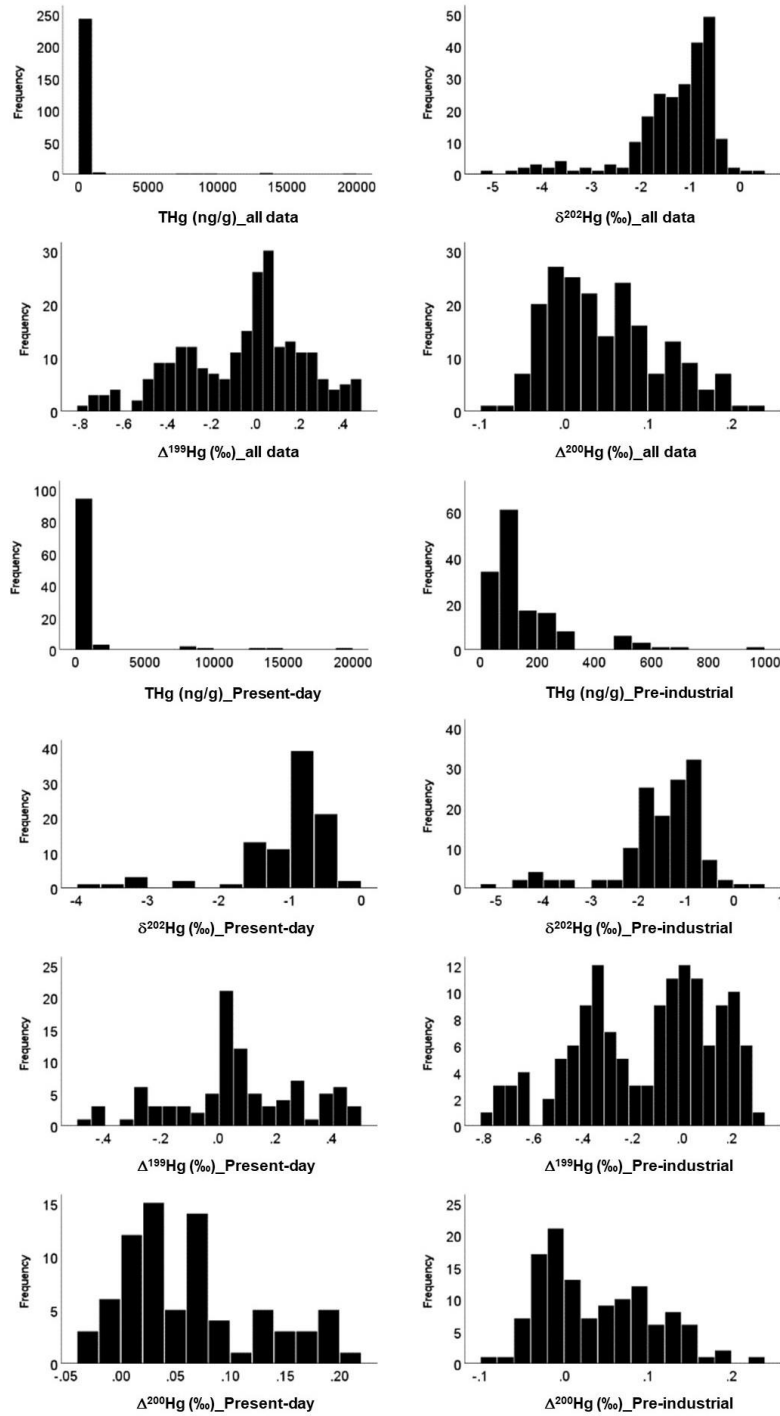 250
200
150
100
50
0
Frequency
0 5000 10000 15000 20000
THg (ng/g)_all data
50
40
30
20
10
0
Frequency
-5 -4 -3 -2 -1 0
δ²⁰²Hg (‰)_all data
30
20
10
0
Frequency
-.8 -.6 -.4 -.2 .0 .2 .4
Δ¹⁹⁹Hg (‰)_all data
30
20
10
0
Frequency
-.1 .0 .1 .2
Δ²⁰⁰Hg (‰)_all data
100
80
60
40
20
0
Frequency
0 5000 10000 15000 20000
THg (ng/g)_Present-day
60
40
20
0
Frequency
0 200 400 600 800 1000
THg (ng/g)_Pre-industrial
40
30
20
10
0
Frequency
-4 -3 -2 -1 0
δ²⁰²Hg (‰)_Present-day
40
30
20
10
0
Frequency
-5 -4 -3 -2 -1 0 1
δ²⁰²Hg (‰)_Pre-industrial
25
20
15
10
5
0
Frequency
-.4 -.2 .0 .2 .4
Δ¹⁹⁹Hg (‰)_Present-day
12
10
8
6
4
2
0
Frequency
-.8 -.6 -.4 -.2 .0 .2
Δ¹⁹⁹Hg (‰)_Pre-industrial
15
10
5
0
Frequency
-.05 .00 .05 .10 .15 .20
Δ²⁰⁰Hg (‰)_Present-day
25
20
15
10
5
0
Frequency
-.1 .0 .1 .2
Δ²⁰⁰Hg (‰)_Pre-industrial